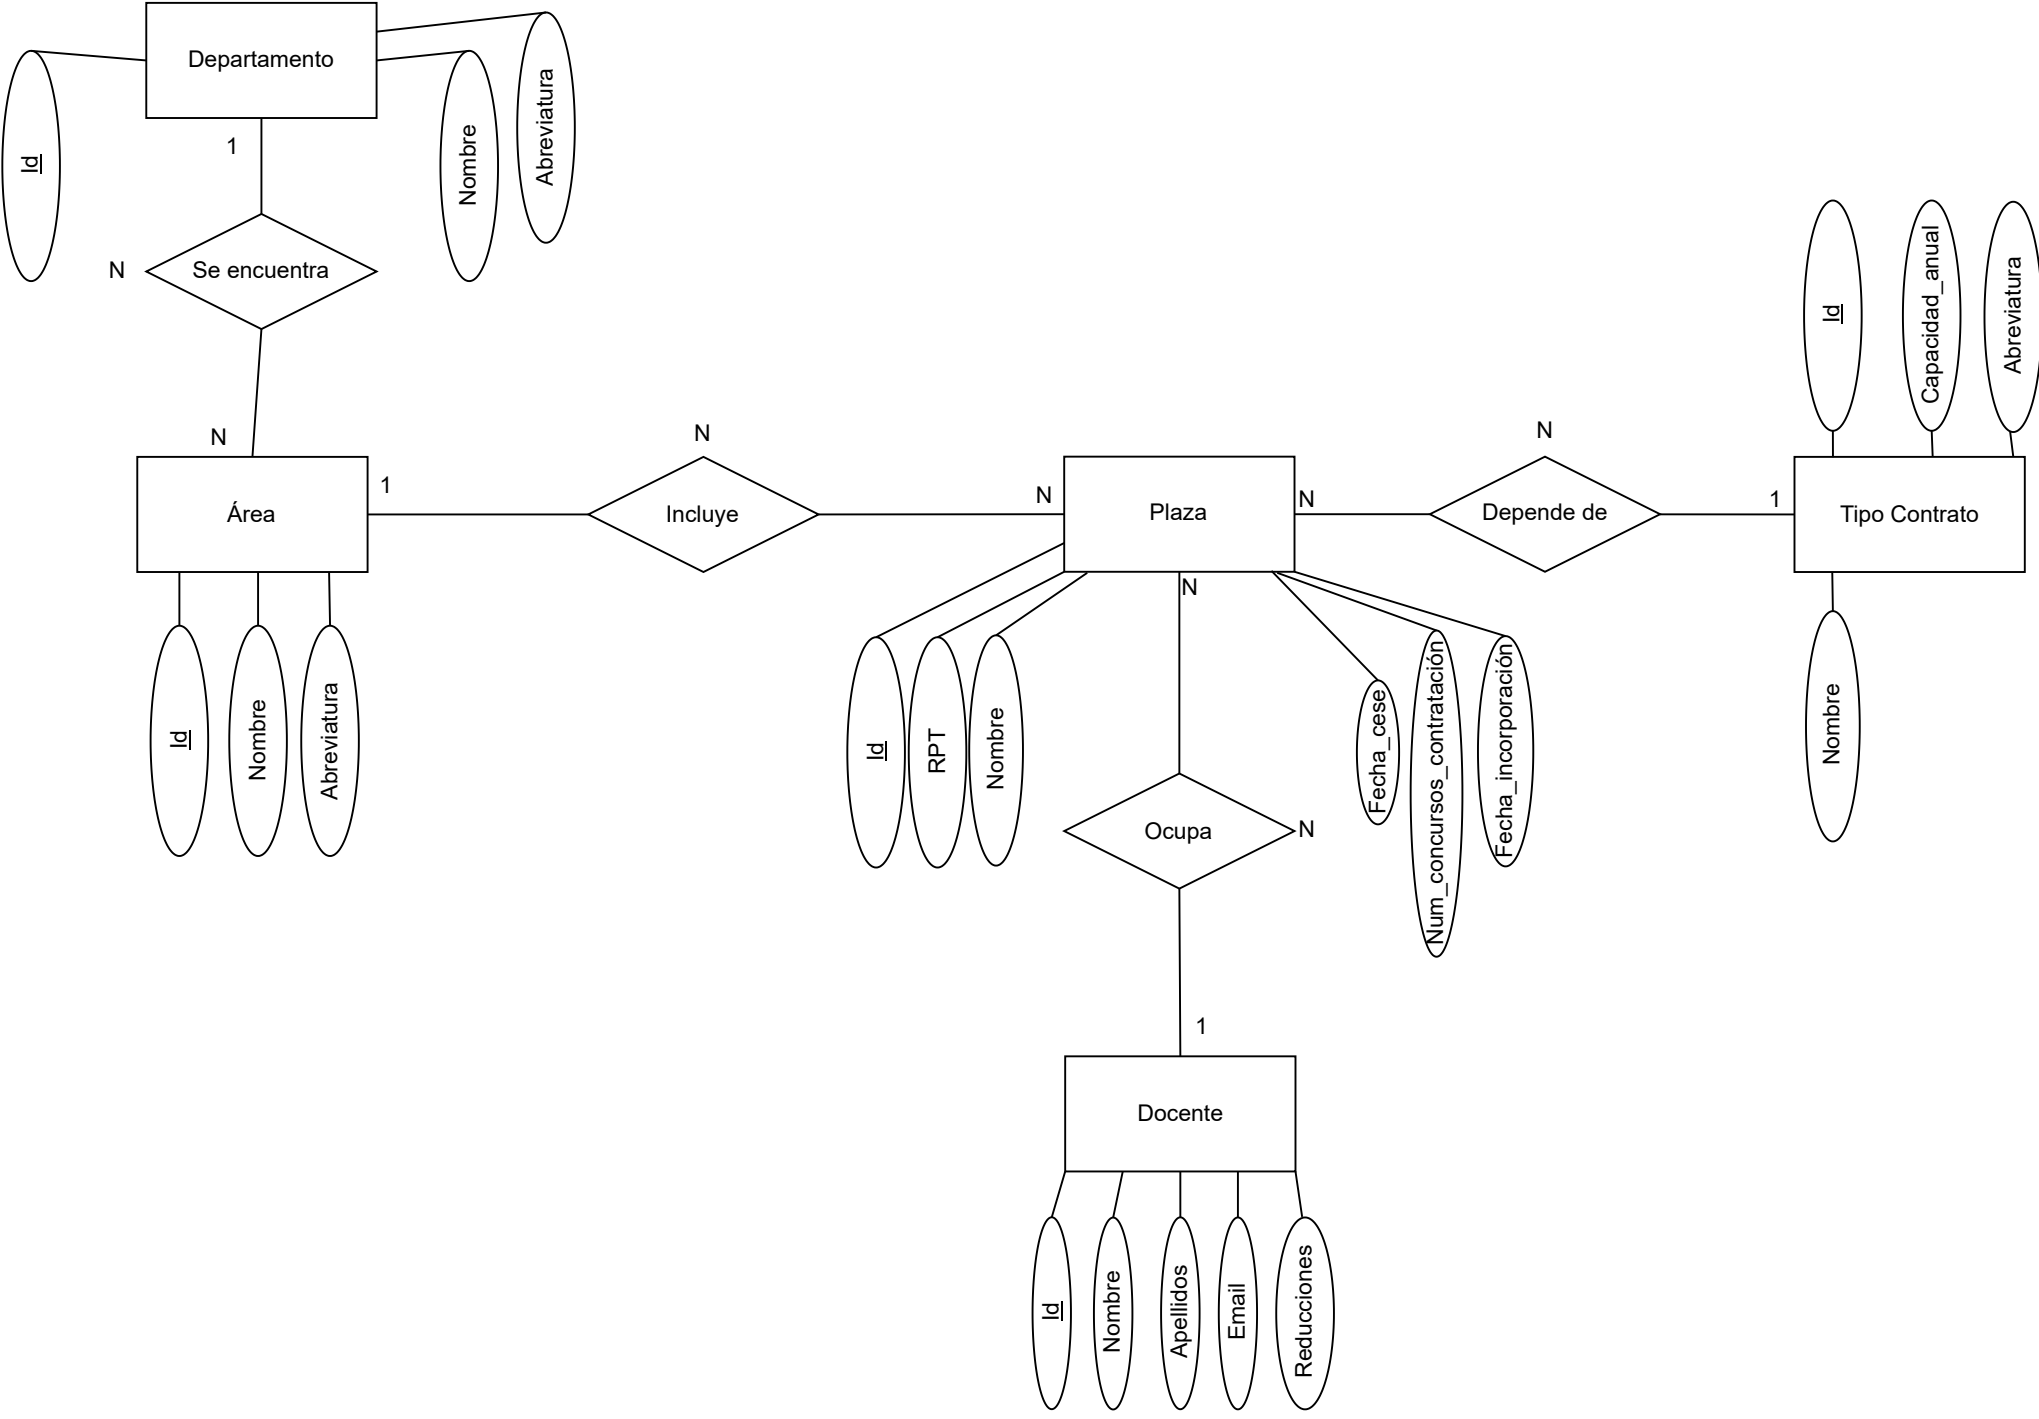 Departamento
Id
Nombre
Abreviatura
1
Se encuentra
N
N
Área
1
Id
Nombre
Abreviatura
N
Incluye
N
Plaza
N
N
Id
RPT
Nombre
Fecha_cese
Num_concursos_contratación
Fecha_incorporación
N
Depende de
1
Tipo Contrato
Id
Capacidad_anual
Abreviatura
Nombre
Ocupa
N
1
Docente
Id
Nombre
Apellidos
Email
Reducciones